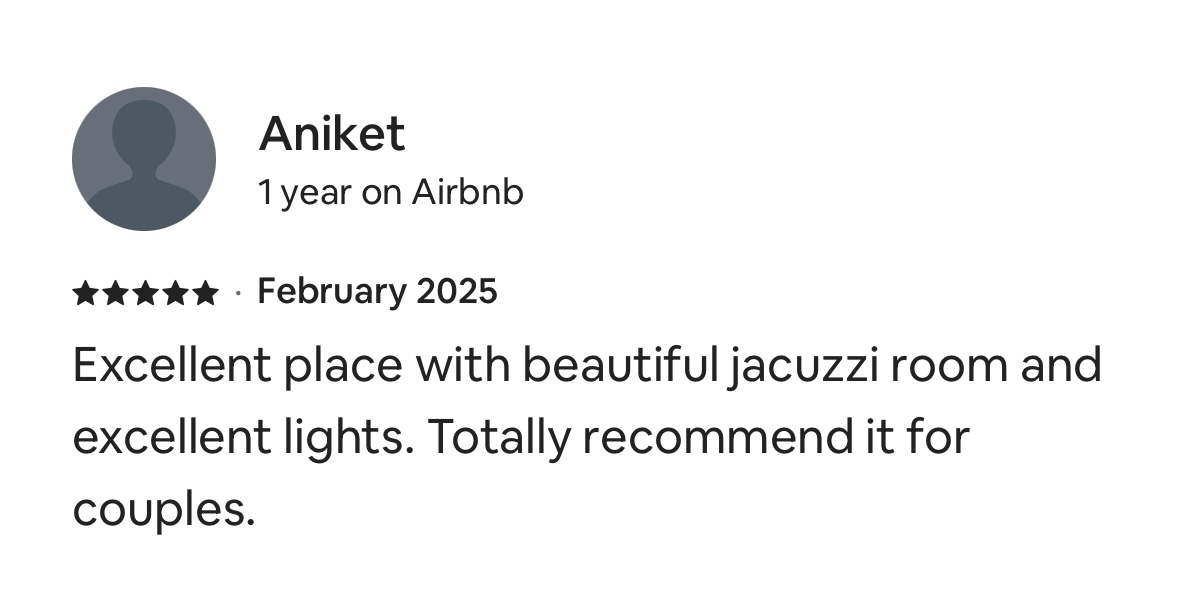 Aniket
1 year on Airbnb
★★★★★ · February 2025
Excellent place with beautiful jacuzzi room and
excellent lights. Totally recommend it for
couples.